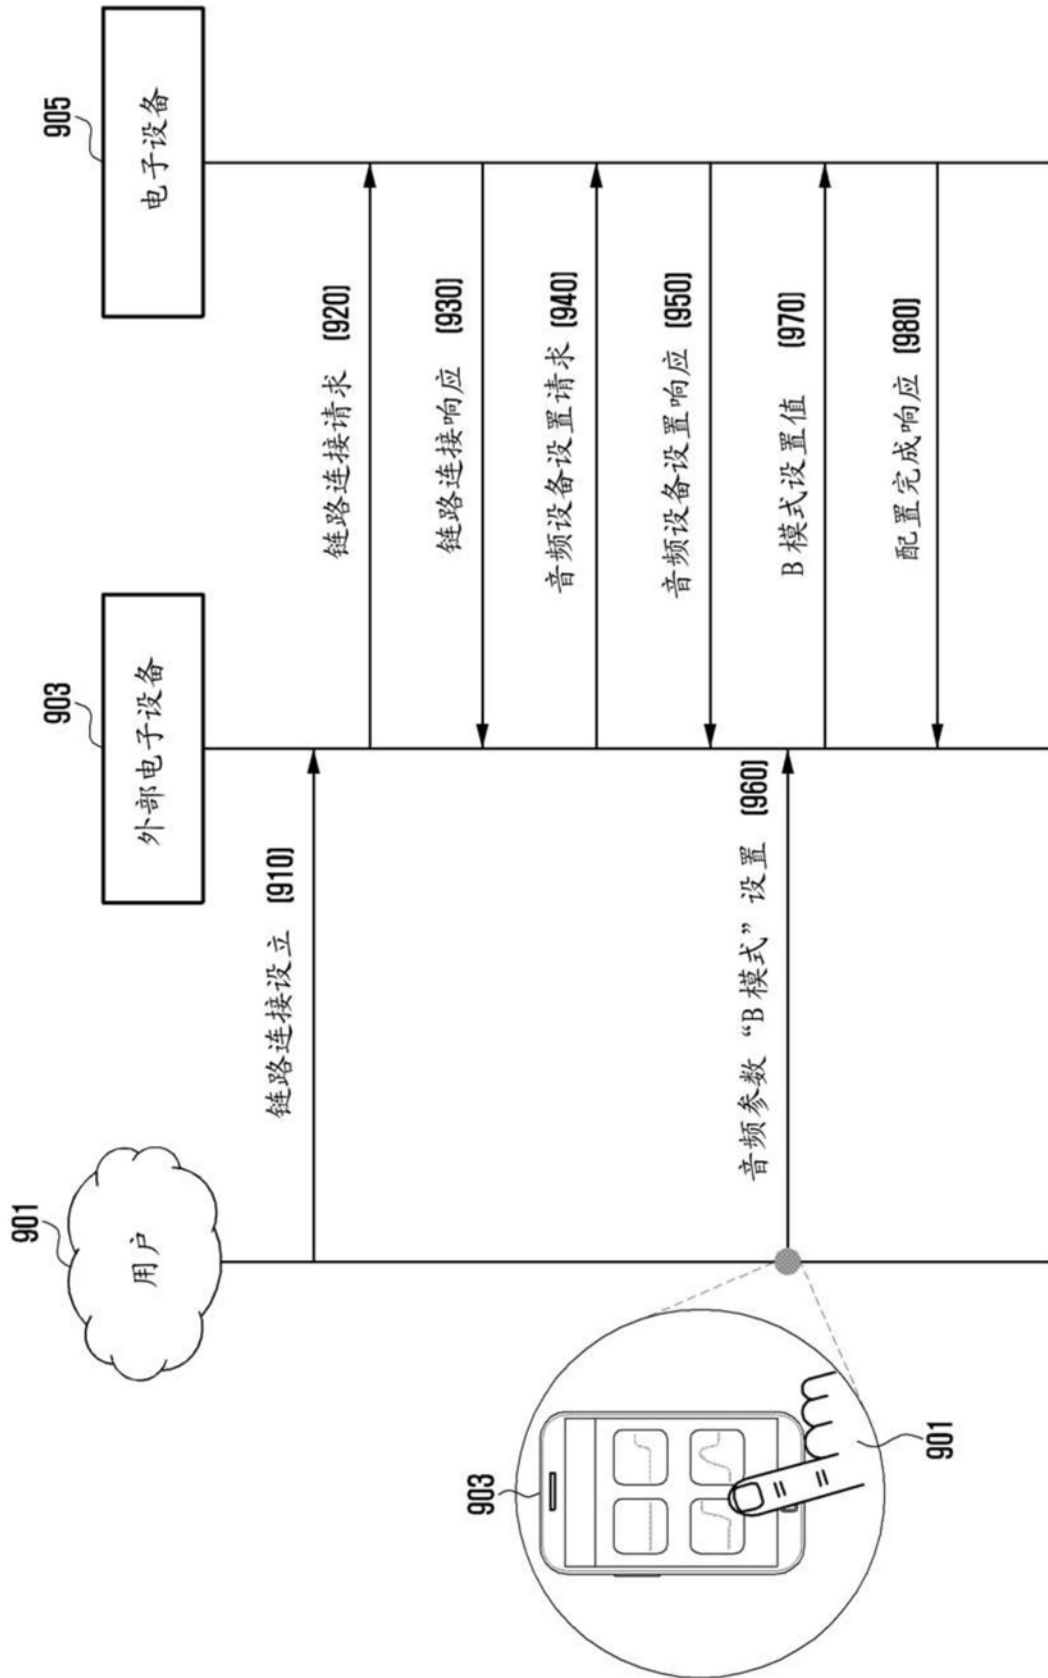 901
用户
903
外部电子设备
905
电子设备
链路连接设立 (910)
链路连接请求 (920)
链路连接响应 (930)
音频设备设置请求 (940)
音频设备设置响应 (950)
音频参数“B 模式”设置 (960)
B 模式设置值 (970)
配置完成响应 (980)
903
901